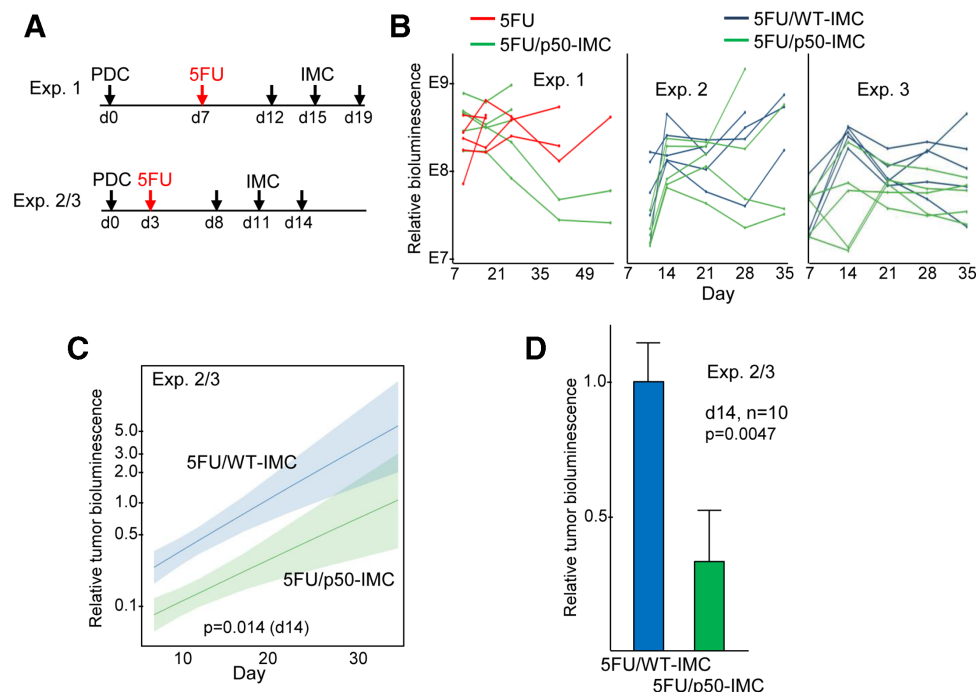 A
Exp. 1
PDC
5FU
IMC
d0
d7
d12
d15
d19
Exp. 2/3
PDC
5FU
IMC
d0
d3
d8
d11
d14
B
5FU
5FU/p50-IMC
5FU/WT-IMC
5FU/p50-IMC
Relative bioluminescence
E9
E8
E7
Exp. 1
Exp. 2
Exp. 3
7 21 35 49
7 14 21 28 35
7 14 21 28 35
Day
C
Exp. 2/3
Relative tumor bioluminescence
5.0
3.0
2.0
1.0
0.5
0.1
5FU/WT-IMC
5FU/p50-IMC
p=0.014 (d14)
10 20 30
Day
D
Relative tumor bioluminescence
1.0
0.5
Exp. 2/3
d14, n=10
p=0.0047
5FU/WT-IMC
5FU/p50-IMC